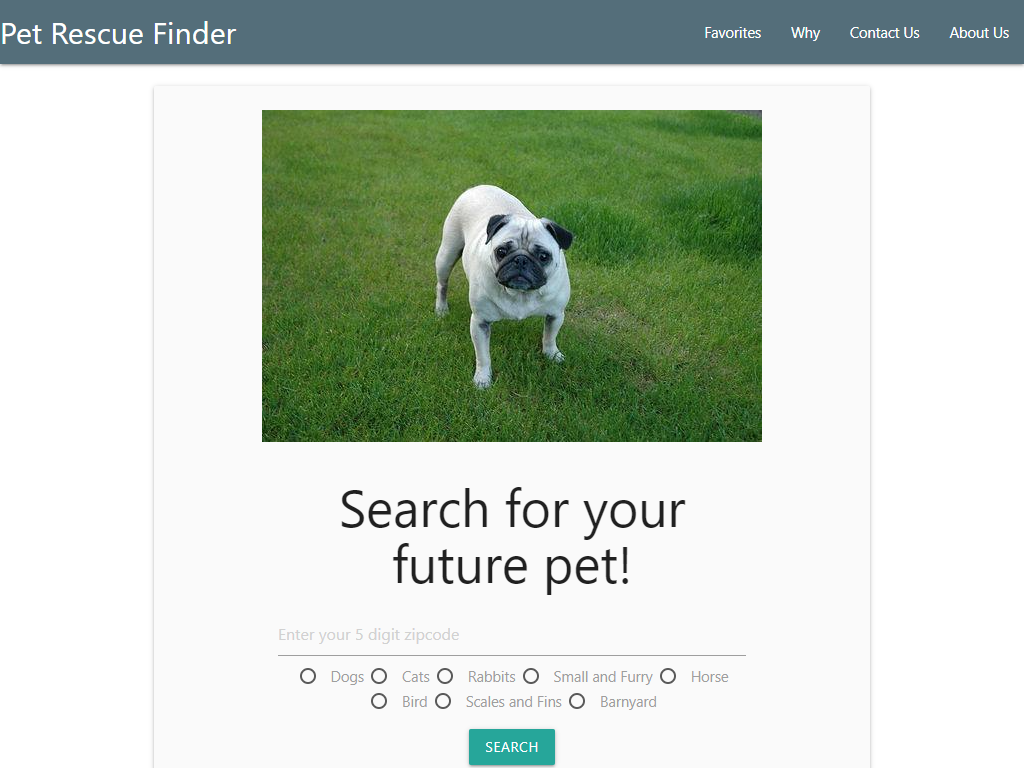 Pet Rescue Finder Favorites Why Contact Us About Us
Search for your
future pet!
Enter your 5 digit zipcode
Dogs Cats Rabbits Small and Furry Horse
Bird Scales and Fins Barnyard
SEARCH